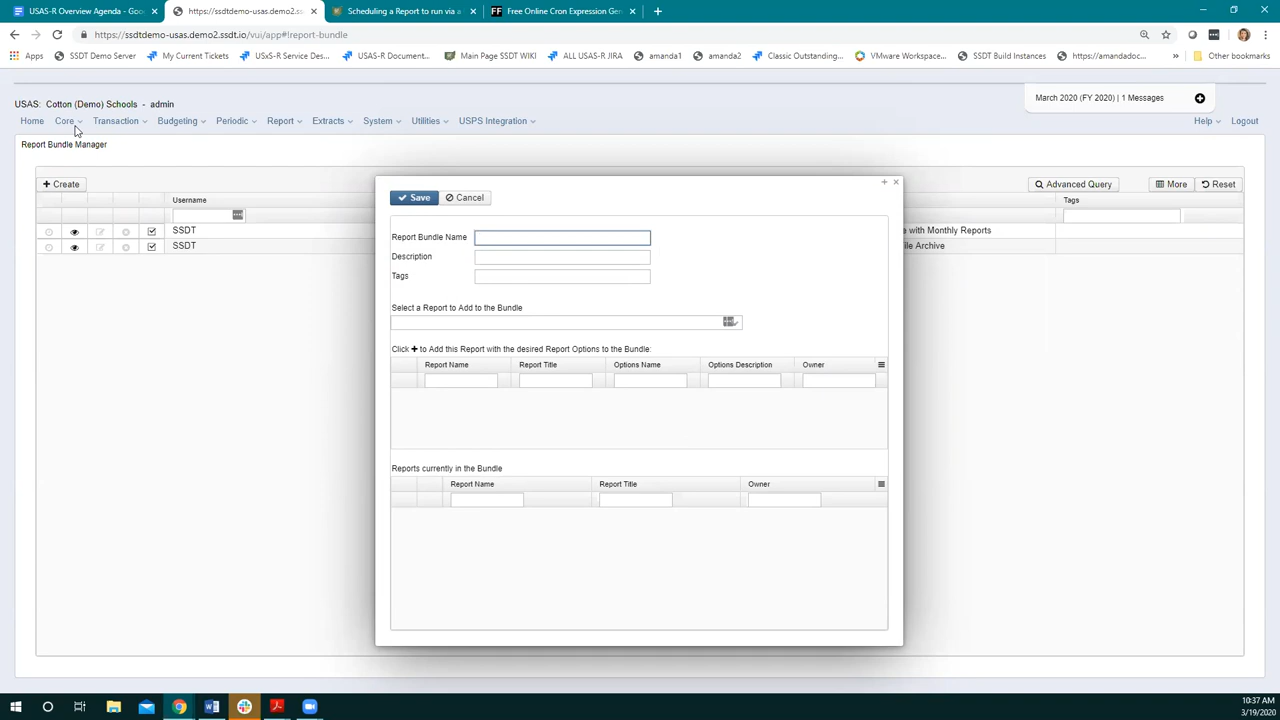 USAS-R Overview Agenda - Goo
https://ssdtdemo-usas.demo2.ssdt.i
Scheduling a Report to run via a
Free Online Cron Expression Gen
https://ssdtdemo-usas.demo2.ssdt.io/vui/app#!report-bundle
Apps SSDT Demo Server My Current Tickets USxS-R Service Des... USAS-R Document... Main Page SSDT WIKI ALL USAS-R JIRA amanda1 amanda2 Classic Outstanding... VMware Workspace... SSDT Build Instances https://amandadoc... » Other bookmarks
USAS: Cotton (Demo) Schools - admin
March 2020 (FY 2020) | 1 Messages
Home Core Transaction Budgeting Periodic Report Extracts System Utilities USPS Integration Help Logout
Report Bundle Manager
Create
Advanced Query More Reset
Username
Tags
SSDT
e with Monthly Reports
SSDT
ile Archive
Save Cancel
Report Bundle Name
Description
Tags
Select a Report to Add to the Bundle
Click + to Add this Report with the desired Report Options to the Bundle:
Report Name Report Title Options Name Options Description Owner
Reports currently in the Bundle
Report Name Report Title Owner
10:37 AM
3/19/2020